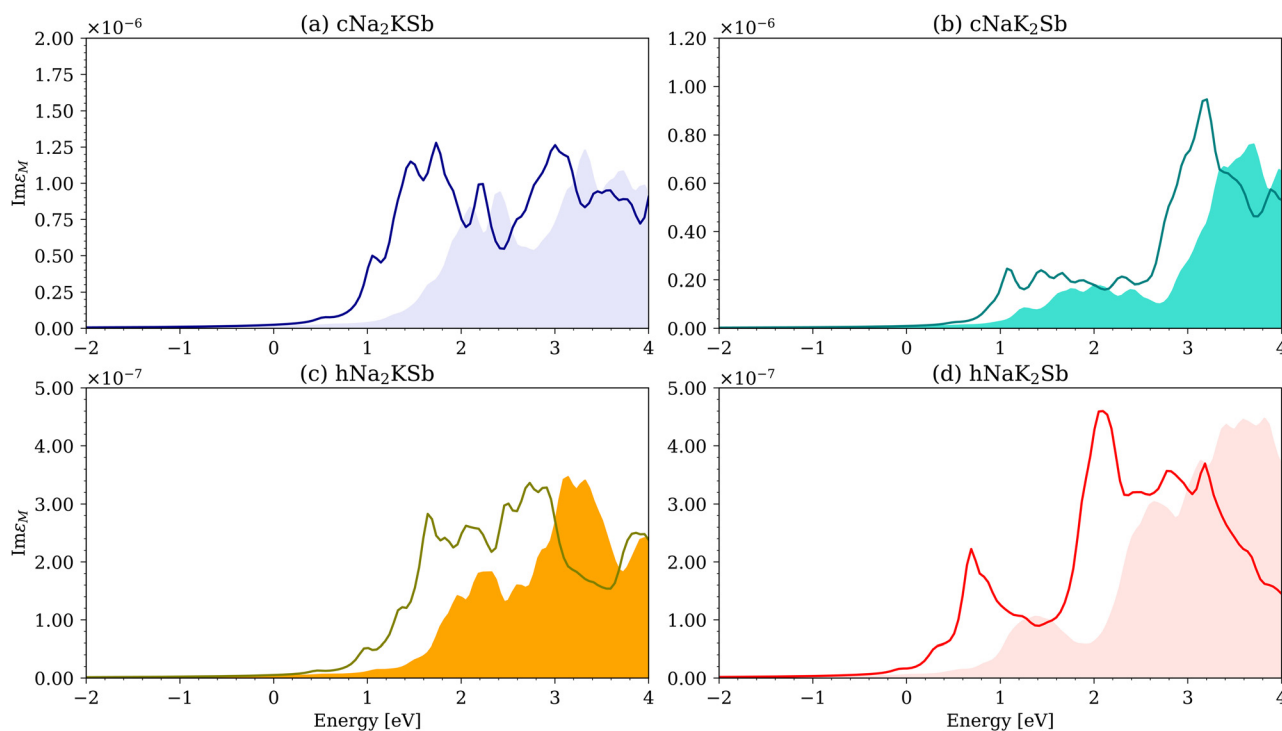 ×10−6 (a) cNa2KSb
2.00
1.75
1.50
1.25
1.00
0.75
0.50
0.25
0.00
ImεM
−2 −1 0 1 2 3 4
×10−6 (b) cNaK2Sb
1.20
1.00
0.80
0.60
0.40
0.20
0.00
−2 −1 0 1 2 3 4
×10−7 (c) hNa2KSb
5.00
4.00
3.00
2.00
1.00
0.00
ImεM
−2 −1 0 1 2 3 4
Energy [eV]
×10−7 (d) hNaK2Sb
5.00
4.00
3.00
2.00
1.00
0.00
−2 −1 0 1 2 3 4
Energy [eV]